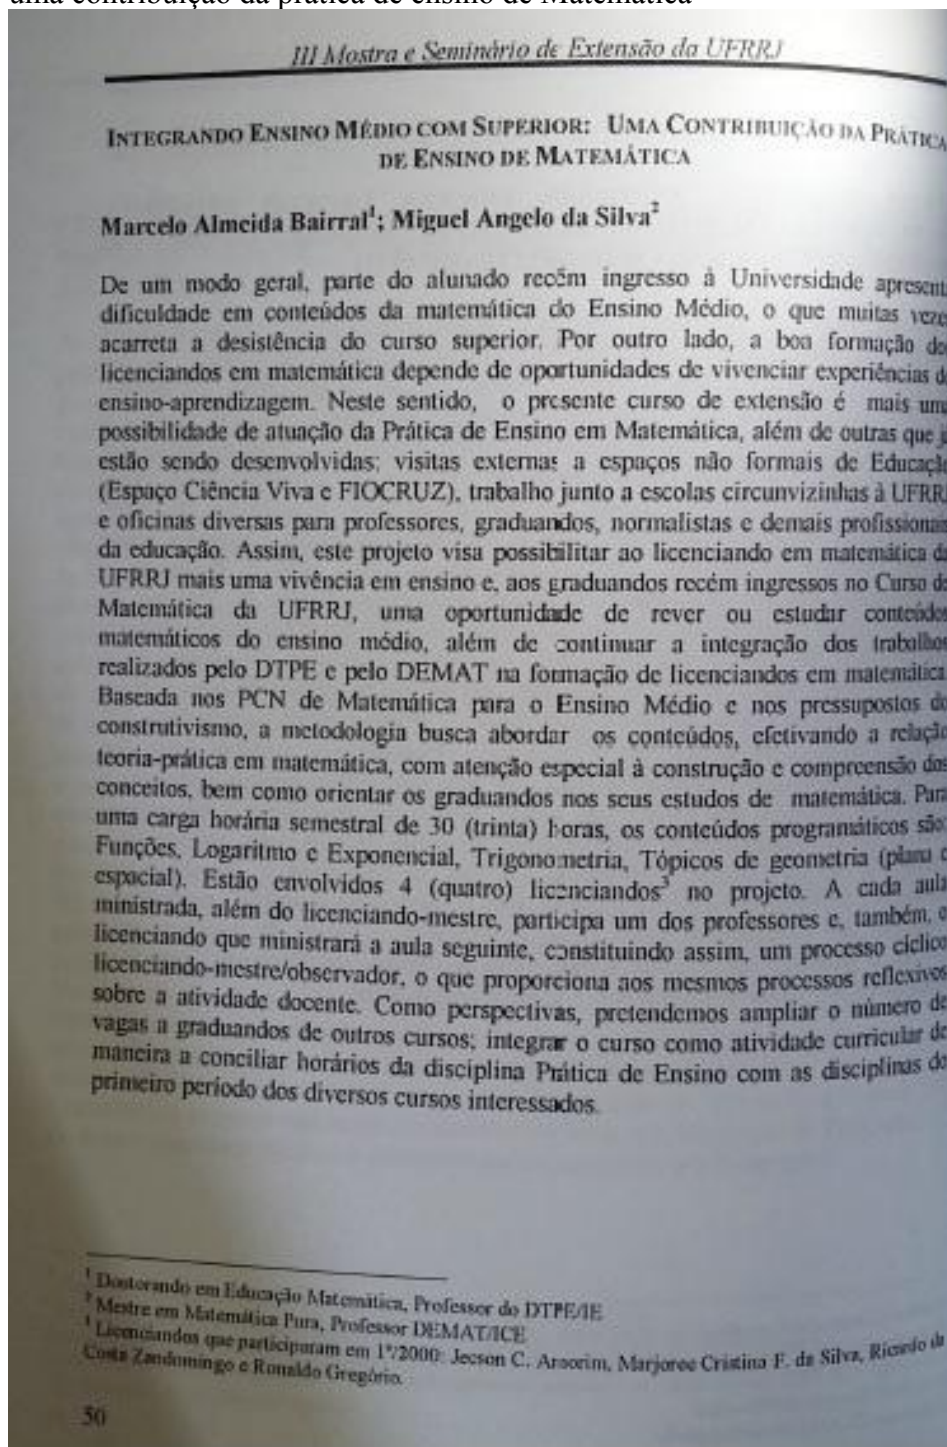 uma contribuição da prática de ensino de Matemática
III Mostra e Seminário de Extensão da UFRRJ
INTEGRANDO ENSINO MÉDIO COM SUPERIOR: UMA CONTRIBUIÇÃO DA PRÁTICA
DE ENSINO DE MATEMÁTICA
Marcelo Almeida Bairral¹; Miguel Angelo da Silva²
De um modo geral, parte do alunado recém ingresso à Universidade apresent
dificuldade em conteúdos da matemática do Ensino Médio, o que muitas veze
acarreta a desistência do curso superior. Por outro lado, a boa formação do
licenciandos em matemática depende de oportunidades de vivenciar experiências d
ensino-aprendizagem. Neste sentido, o presente curso de extensão é mais um
possibilidade de atuação da Prática de Ensino em Matemática, além de outras que j
estão sendo desenvolvidas; visitas externas a espaços não formais de Educaçã
(Espaço Ciência Viva e FIOCRUZ), trabalho junto a escolas circunvizinhas à UFRR
e oficinas diversas para professores, graduandos, normalistas e demais profissionai
da educação. Assim, este projeto visa possibilitar ao licenciando em matemática da
UFRRJ mais uma vivência em ensino e, aos graduandos recém ingressos no Curso de
Matemática da UFRRJ, uma oportunidade de rever ou estudar conteúdos
matemáticos do ensino médio, além de continuar a integração dos trabalhos
realizados pelo DTPE e pelo DEMAT na formação de licenciandos em matemática.
Baseada nos PCN de Matemática para o Ensino Médio e nos pressupostos do
construtivismo, a metodologia busca abordar os conteúdos, efetivando a relação
teoria-prática em matemática, com atenção especial à construção e compreensão dos
conceitos, bem como orientar os graduandos nos seus estudos de matemática. Para
uma carga horária semestral de 30 (trinta) horas, os conteúdos programáticos são:
Funções, Logaritmo e Exponencial, Trigonometria, Tópicos de geometria (plana e
espacial). Estão envolvidos 4 (quatro) licenciandos³ no projeto. A cada aula
ministrada, além do licenciando-mestre, participa um dos professores e, também, o
licenciando que ministrará a aula seguinte, constituindo assim, um processo cíclico
licenciando-mestre/observador, o que proporciona aos mesmos processos reflexivos
sobre a atividade docente. Como perspectivas, pretendemos ampliar o número de
vagas a graduandos de outros cursos; integrar o curso como atividade curricular de
maneira a conciliar horários da disciplina Prática de Ensino com as disciplinas do
primeiro período dos diversos cursos interessados.
¹ Doutorando em Educação Matemática, Professor do DTPE/IE
² Mestre em Matemática Pura, Professor DEMAT/ICE
³ Licenciandos que participaram em 1º/2000: Jecson C. Amorim, Marjoree Cristina F. da Silva, Ricardo da
Costa Zandomingo e Ronaldo Gregório.
50